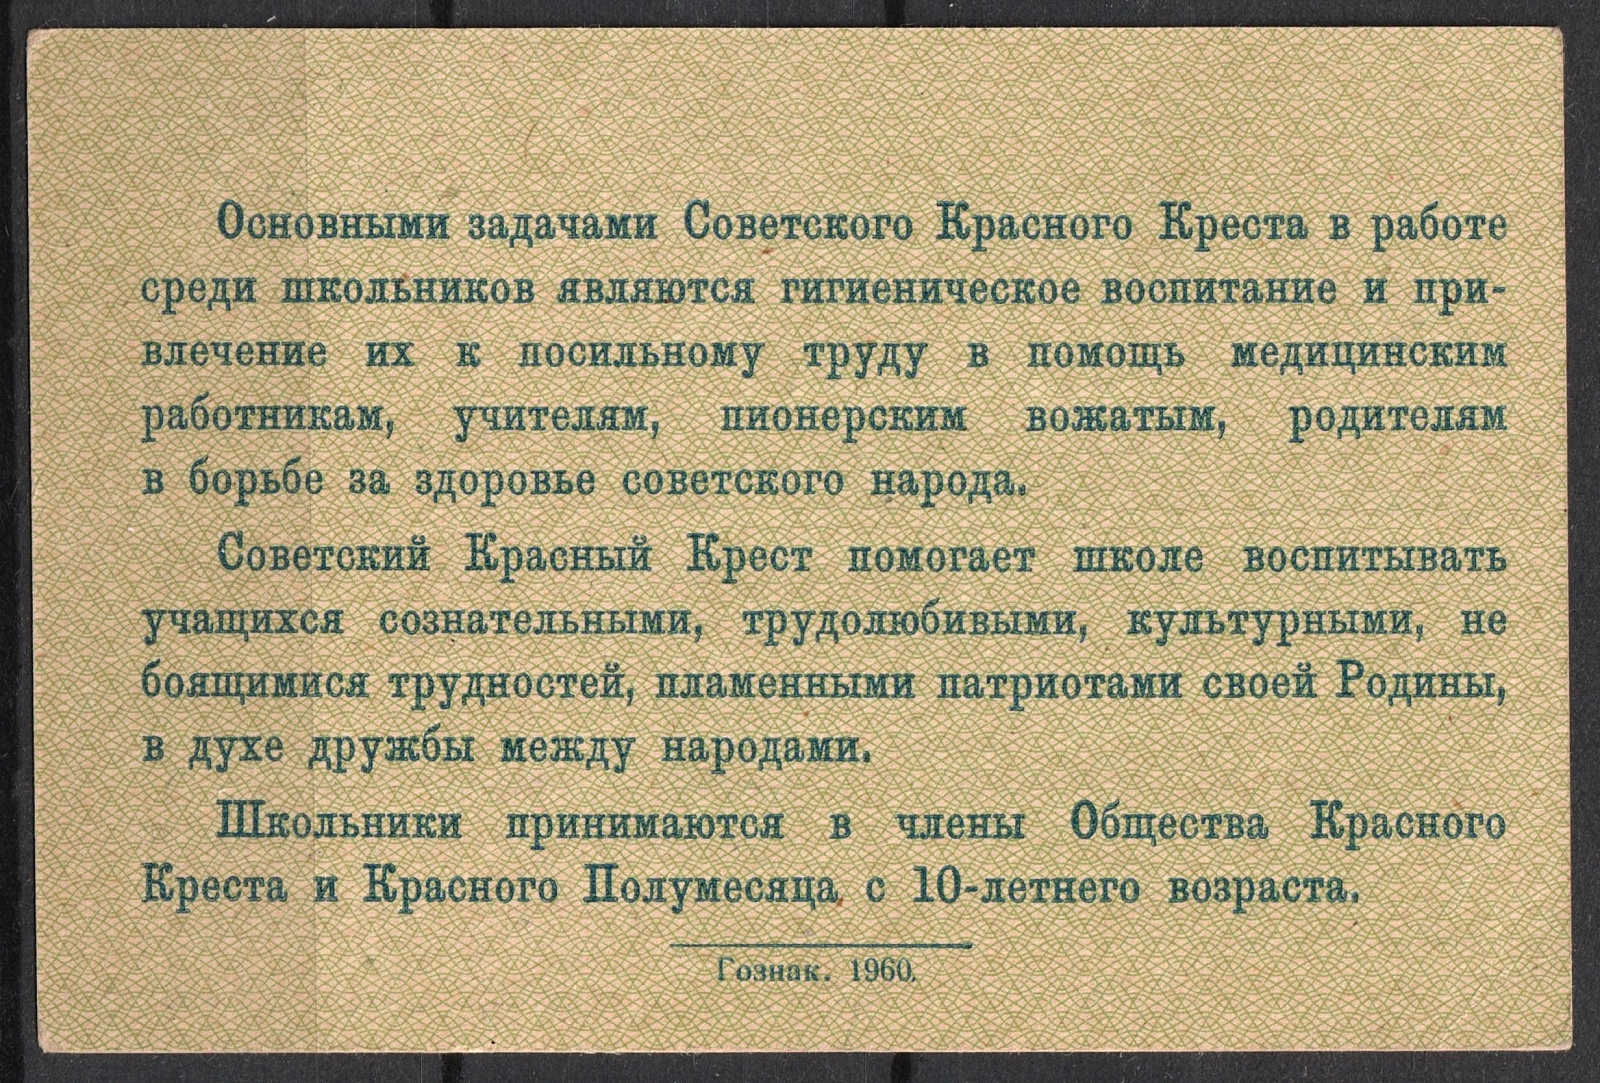 Основными задачами Советского Красного Креста в работе
среди школьников являются гигиеническое воспитание и при-
влечение их к посильному труду в помощь медицинским
работникам, учителям, пионерским вожатым, родителям
в борьбе за здоровье советского народа.
Советский Красный Крест помогает школе воспитывать
учащихся сознательными, трудолюбивыми, культурными, не
боящимися трудностей, пламенными патриотами своей Родины,
в духе дружбы между народами.
Школьники принимаются в члены Общества Красного
Креста и Красного Полумесяца с 10-летнего возраста.
Гознак. 1960.